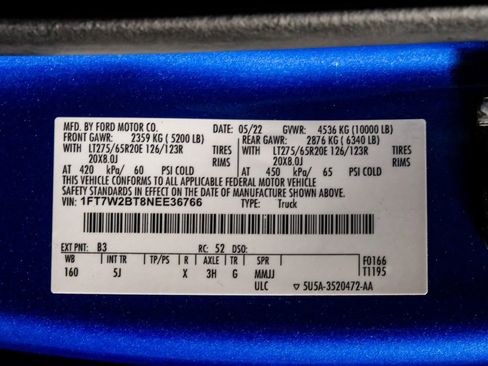 MFD. BY FORD MOTOR CO. 05/22 GVWR: 4536 KG (10000 LB)
FRONT GAWR: 2359 KG ( 5200 LB) REAR GAWR: 2876 KG ( 6340 LB)
WITH LT275/65R20E 126/123R TIRES WITH LT275/65R20E 126/123R TIRES
20X8.0J RIMS 20X8.0J RIMS
AT 420 kPa/ 60 PSI COLD AT 450 kPa/ 65 PSI COLD
THIS VEHICLE CONFORMS TO ALL APPLICABLE FEDERAL MOTOR VEHICLE
SAFETY STANDARDS IN EFFECT ON THE DATE OF MANUFACTURE SHOWN ABOVE.
VIN: 1FT7W2BT8NEE36766 TYPE: Truck
EXT PNT: B3 RC: 52 DSO: F0166
WB INT TR TP/PS R AXLE TR SPR T1195
160 5J X 3H G MMJJ
ULC ▽ 5U5A-3520472-AA